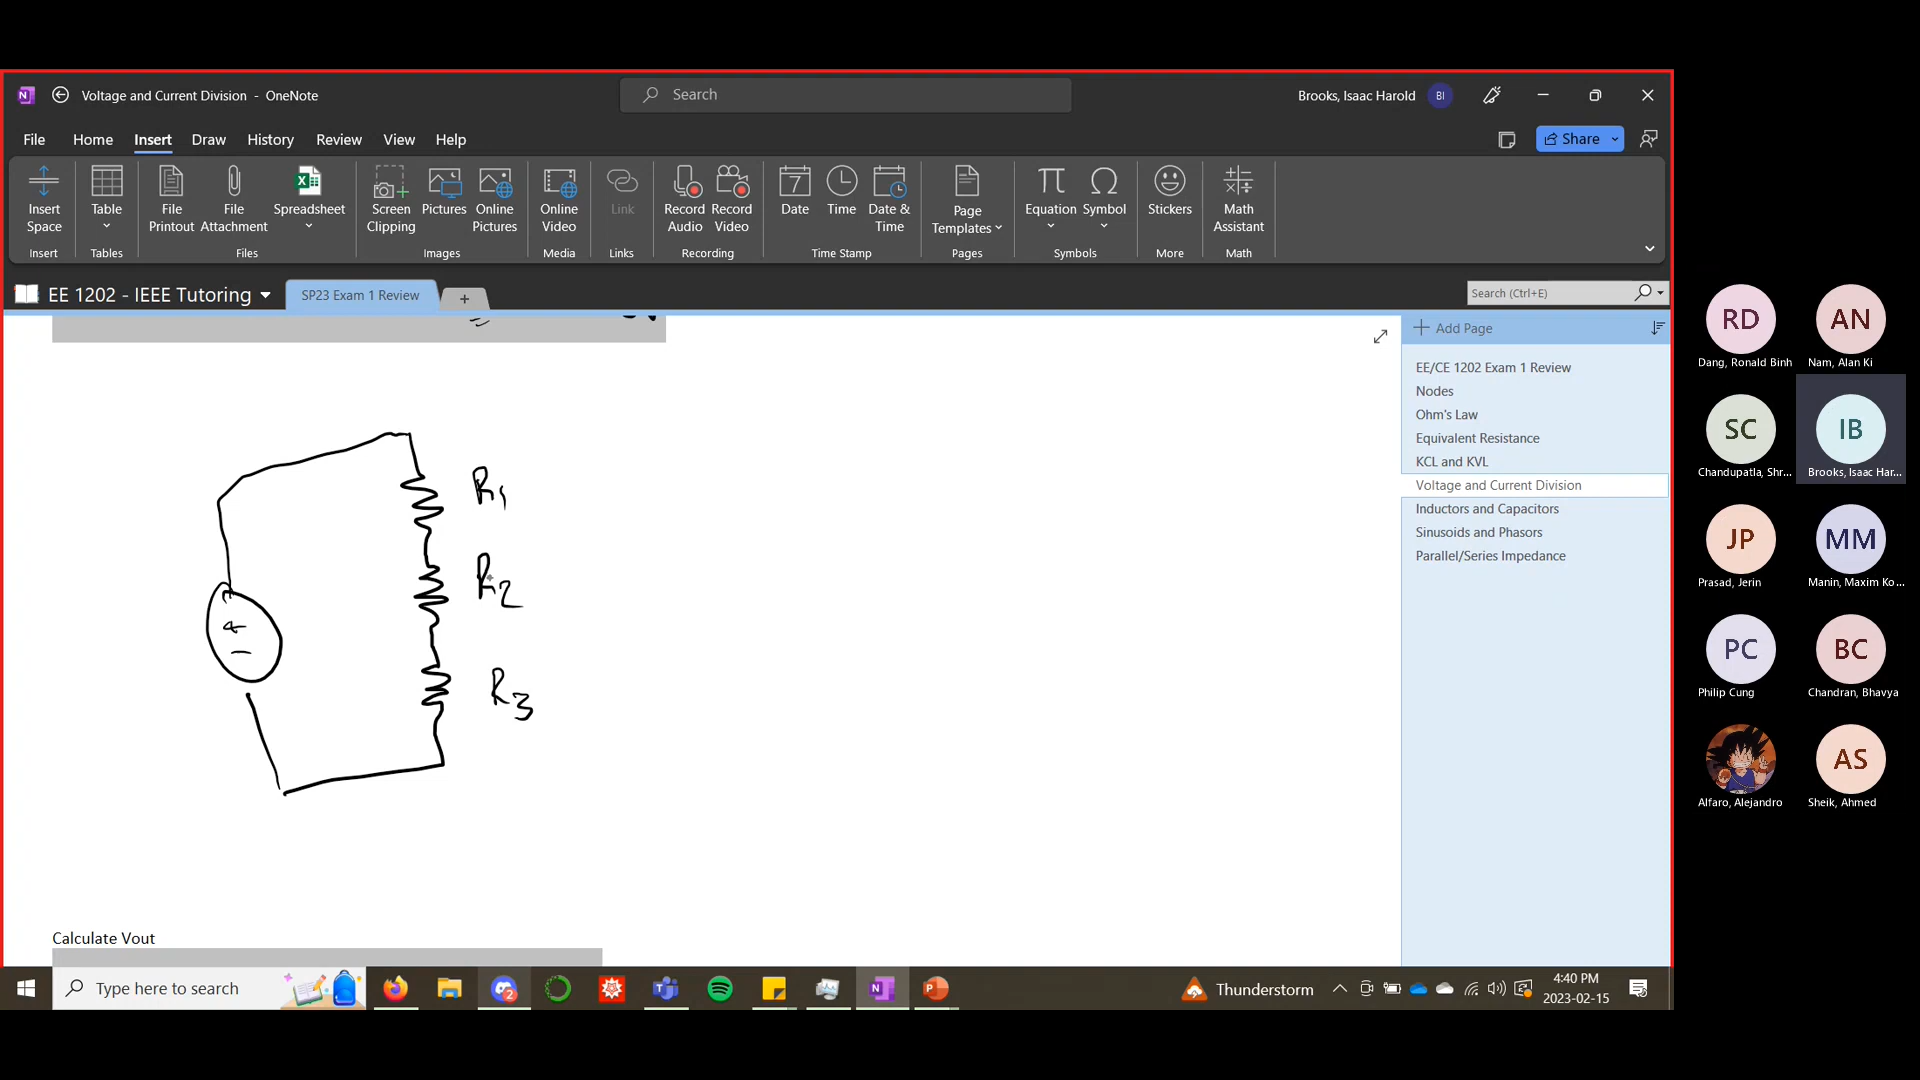 Voltage and Current Division - OneNote
Search
Brooks, Isaac Harold
BI
File Home Insert Draw History Review View Help
Share
Insert Space
Table
File Printout
File Attachment
Spreadsheet
Screen Clipping
Pictures
Online Pictures
Online Video
Link
Record Audio
Record Video
Date
Time
Date & Time
Page Templates
Equation
Symbol
Stickers
Math Assistant
Insert Tables Files Images Media Links Recording Time Stamp Pages Symbols More Math
EE 1202 - IEEE Tutoring
SP23 Exam 1 Review
+
Search (Ctrl+E)
Add Page
EE/CE 1202 Exam 1 Review
Nodes
Ohm's Law
Equivalent Resistance
KCL and KVL
Voltage and Current Division
Inductors and Capacitors
Sinusoids and Phasors
Parallel/Series Impedance
R1
R2
R3
+
-
Calculate Vout
RD
Dang, Ronald Binh
AN
Nam, Alan Ki
SC
Chandupatla, Shr...
IB
Brooks, Isaac Har...
JP
Prasad, Jerin
MM
Manin, Maxim Ko...
PC
Philip Cung
BC
Chandran, Bhavya
Alfaro, Alejandro
AS
Sheik, Ahmed
Type here to search
2
Thunderstorm
4:40 PM
2023-02-15